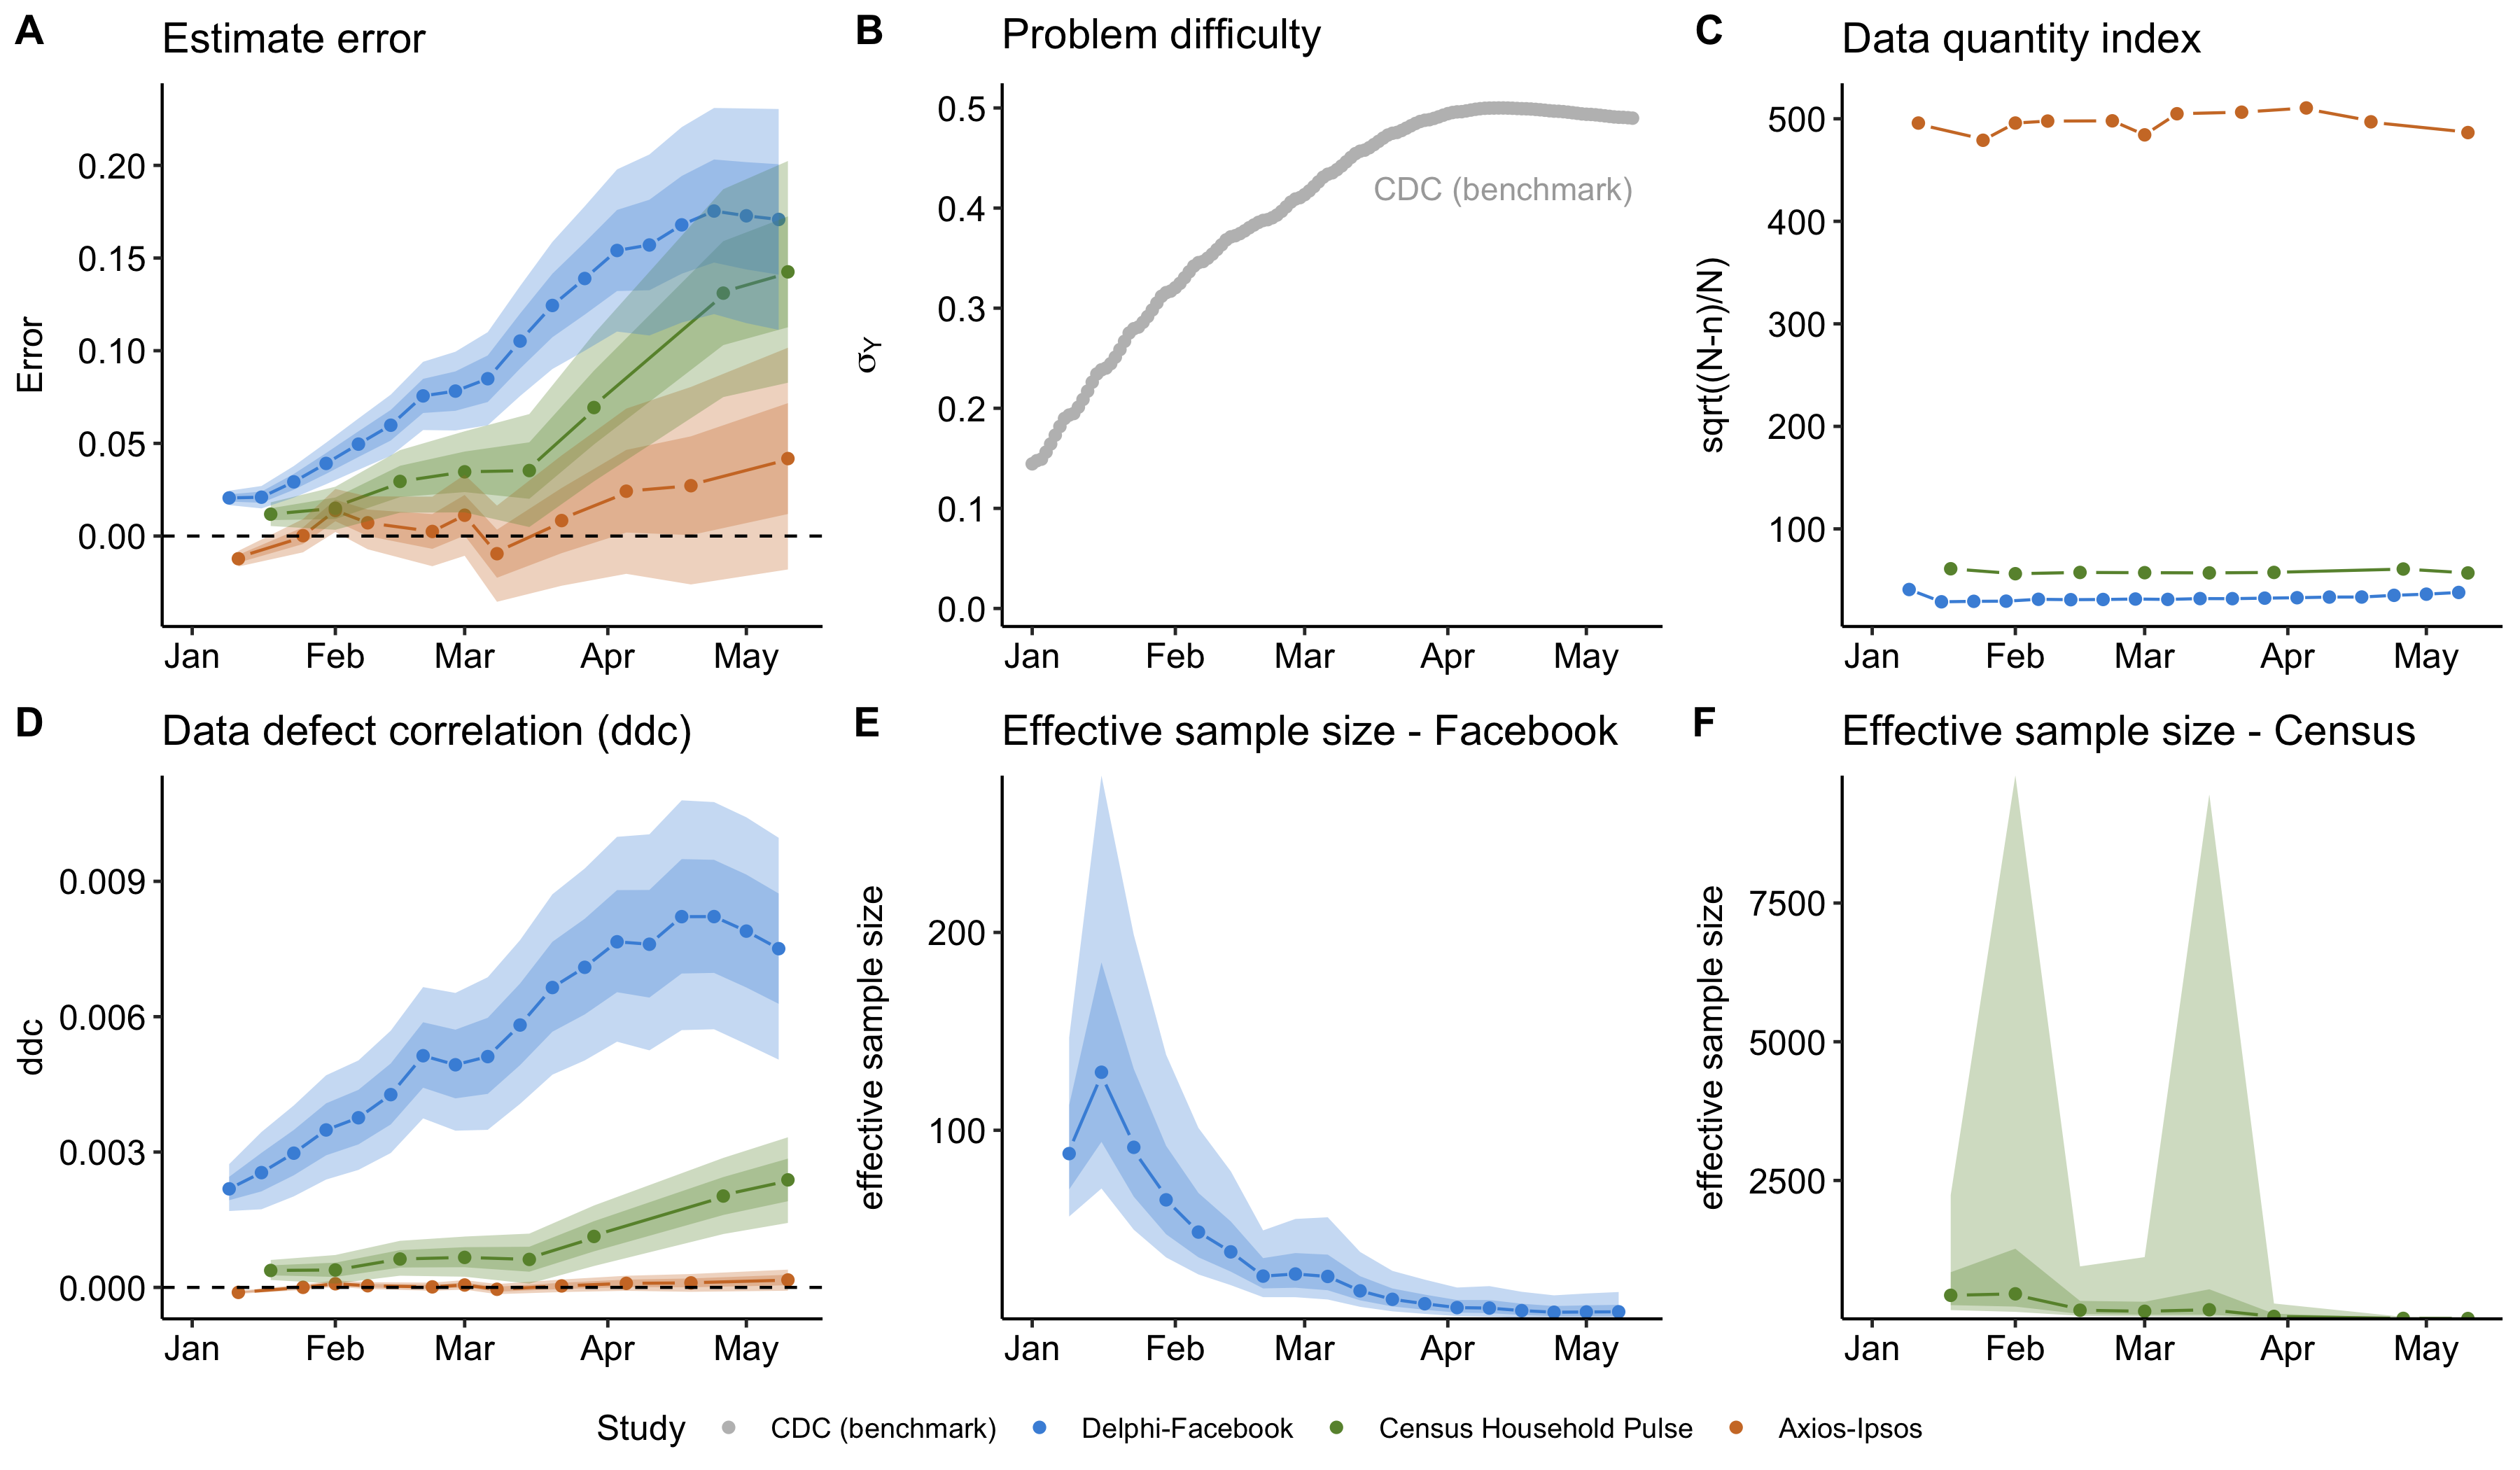 A
Estimate error
Error
0.20
0.15
0.10
0.05
0.00
Jan Feb Mar Apr May
B
Problem difficulty
σY
0.5
0.4
0.3
0.2
0.1
0.0
CDC (benchmark)
Jan Feb Mar Apr May
C
Data quantity index
sqrt((N-n)/N)
500
400
300
200
100
Jan Feb Mar Apr May
D
Data defect correlation (ddc)
ddc
0.009
0.006
0.003
0.000
Jan Feb Mar Apr May
E
Effective sample size - Facebook
effective sample size
200
100
Jan Feb Mar Apr May
F
Effective sample size - Census
effective sample size
7500
5000
2500
Jan Feb Mar Apr May
Study CDC (benchmark) Delphi-Facebook Census Household Pulse Axios-Ipsos